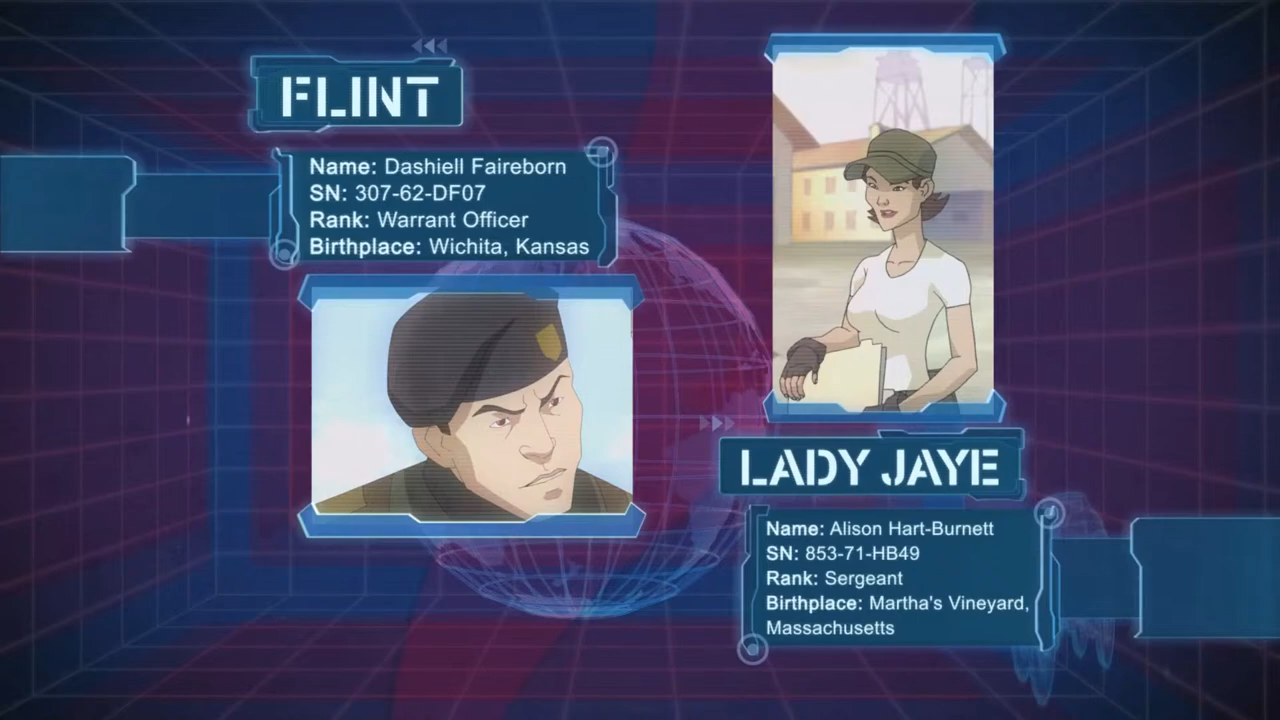 FLINT
Name: Dashiell Faireborn
SN: 307-62-DF07
Rank: Warrant Officer
Birthplace: Wichita, Kansas
LADY JAYE
Name: Alison Hart-Burnett
SN: 853-71-HB49
Rank: Sergeant
Birthplace: Martha's Vineyard,
Massachusetts